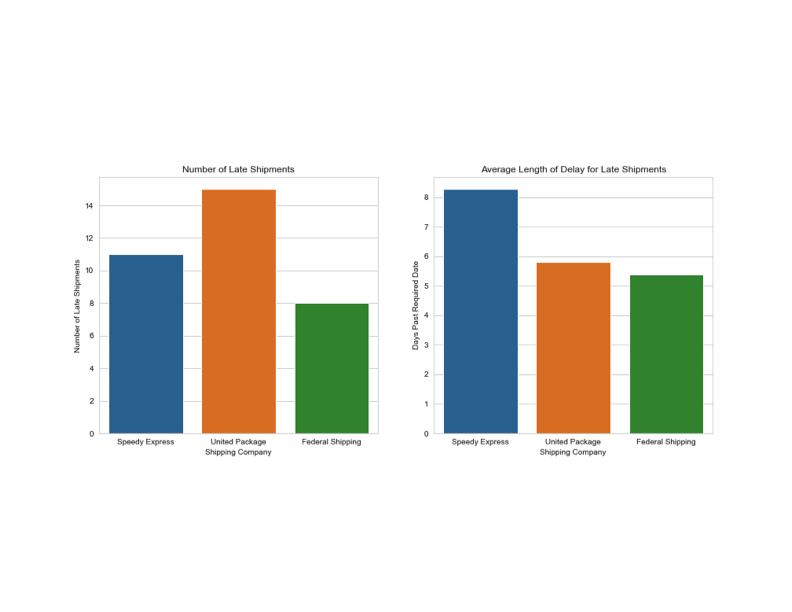 Number of Late Shipments
Number of Late Shipments
14
12
10
8
6
4
2
0
Speedy Express
United Package
Federal Shipping
Shipping Company
Average Length of Delay for Late Shipments
Days Past Required Date
8
7
6
5
4
3
2
1
0
Speedy Express
United Package
Federal Shipping
Shipping Company